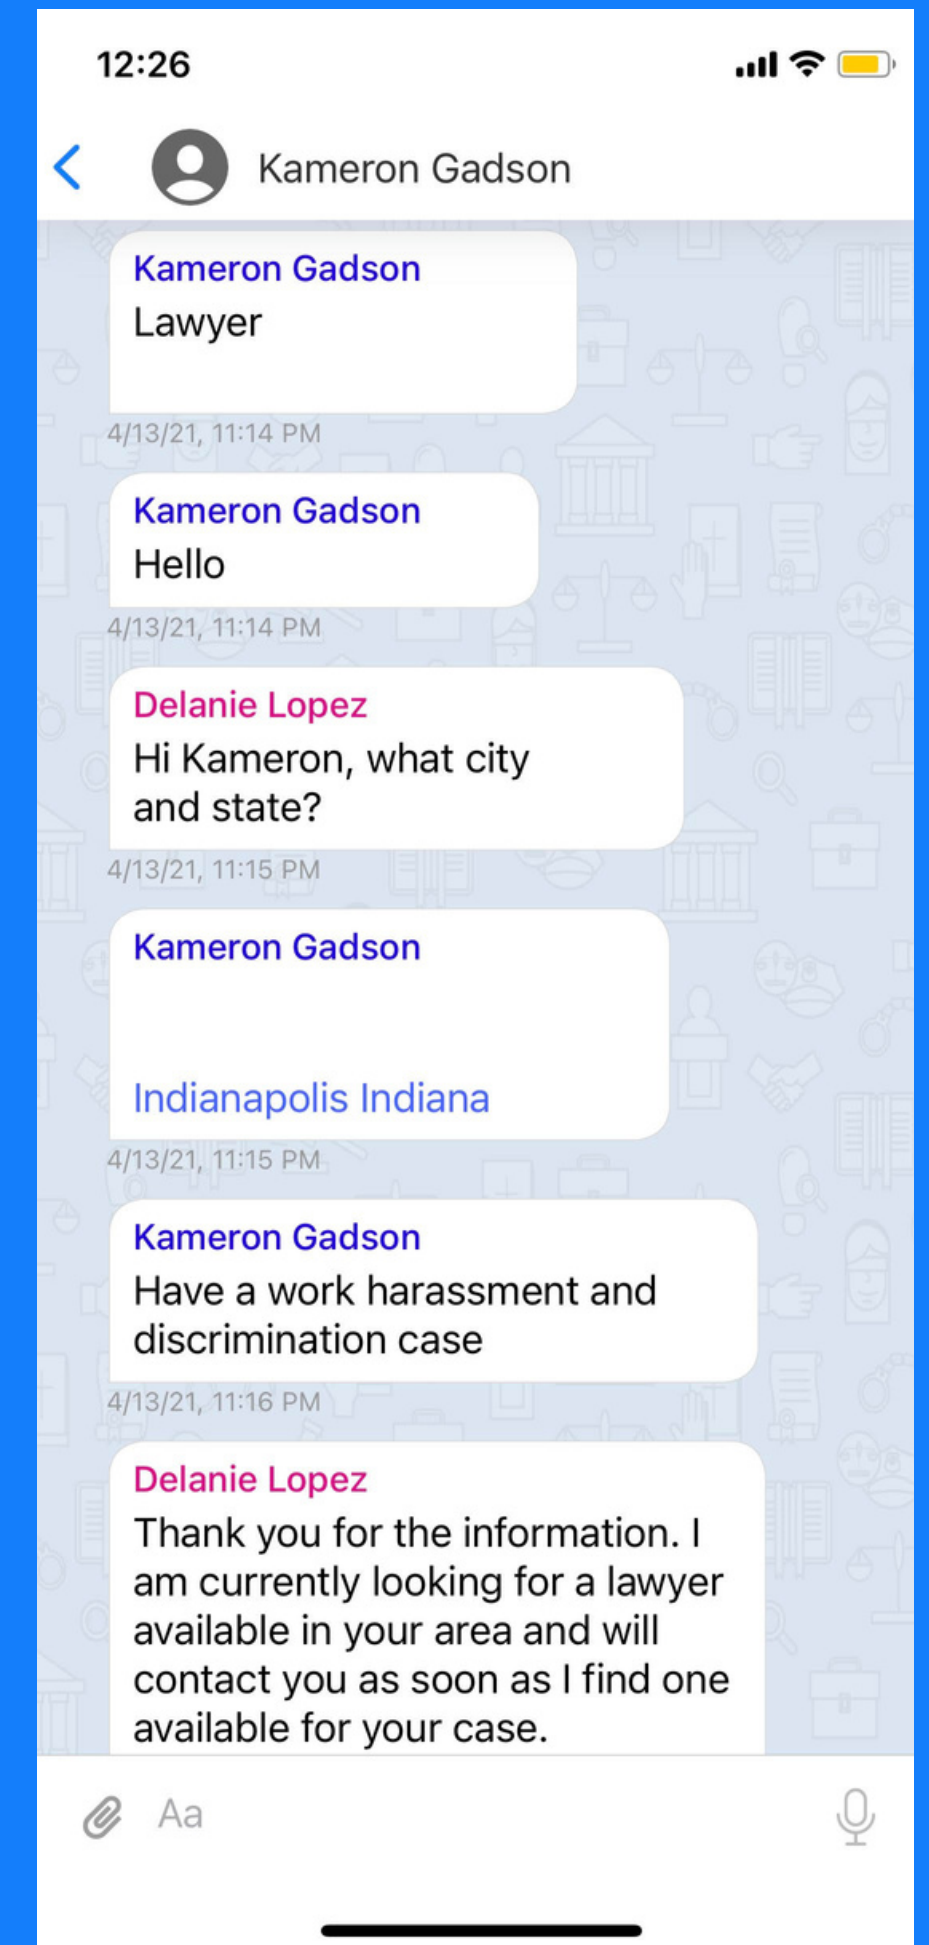 12:26
Kameron Gadson
Kameron Gadson
Lawyer
4/13/21, 11:14 PM
Kameron Gadson
Hello
4/13/21, 11:14 PM
Delanie Lopez
Hi Kameron, what city
and state?
4/13/21, 11:15 PM
Kameron Gadson
Indianapolis Indiana
4/13/21, 11:15 PM
Kameron Gadson
Have a work harassment and
discrimination case
4/13/21, 11:16 PM
Delanie Lopez
Thank you for the information. I
am currently looking for a lawyer
available in your area and will
contact you as soon as I find one
available for your case.
Aa